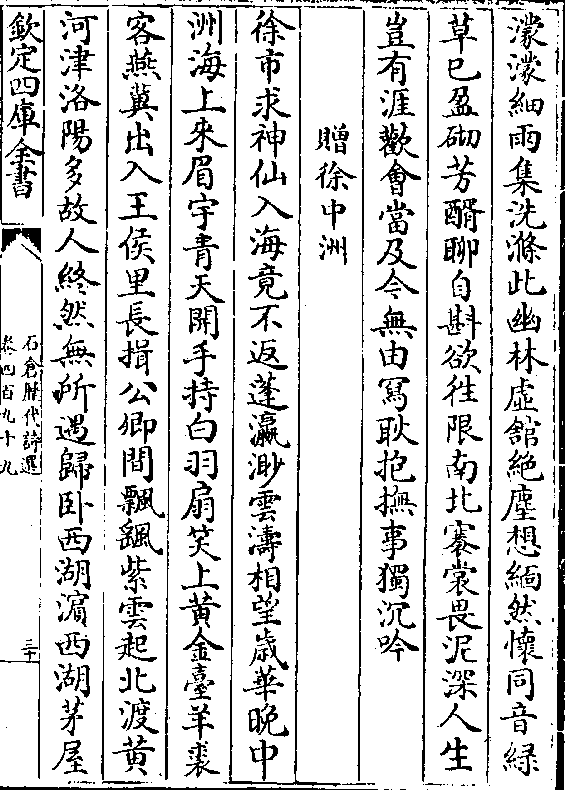 濛濛細雨集洗滌此幽林虛舘絶塵想緬然懷同音緑
草已盈砌芳醑聊自斟欲徃限南北褰裳畏泥深人生
豈有涯歡會當及今無由冩耿抱撫事獨沉吟
贈徐中洲
徐市求神仙入海竟不返蓬瀛渺雲濤相望歳華晚中
洲海上來眉宇青天開手持白羽扇笑上黄金臺羊裘
客燕冀出入王侯里長揖公卿間飄飖紫雲起北渡黄
河津洛陽多故人終然無所遇歸卧西湖濵西湖茅屋
欽定四庫全書
石倉歴代詩選
卷四百九十九
三十